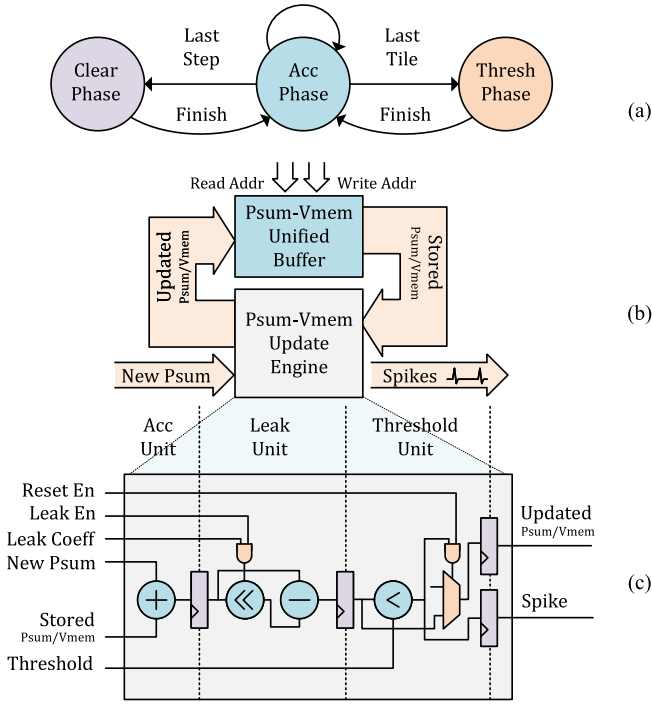 Last
Step
Last
Tile
Clear
Phase
Acc
Phase
Thresh
Phase
Finish
Finish
(a)
Read Addr
Write Addr
Psum-Vmem
Unified
Buffer
Updated
Psum/Vmem
Stored
Psum/Vmem
Psum-Vmem
Update
Engine
(b)
New Psum
Spikes
Acc
Unit
Leak
Unit
Threshold
Unit
Reset En
Leak En
Leak Coeff
New Psum
Stored
Psum/Vmem
Threshold
Updated
Psum/Vmem
Spike
(c)